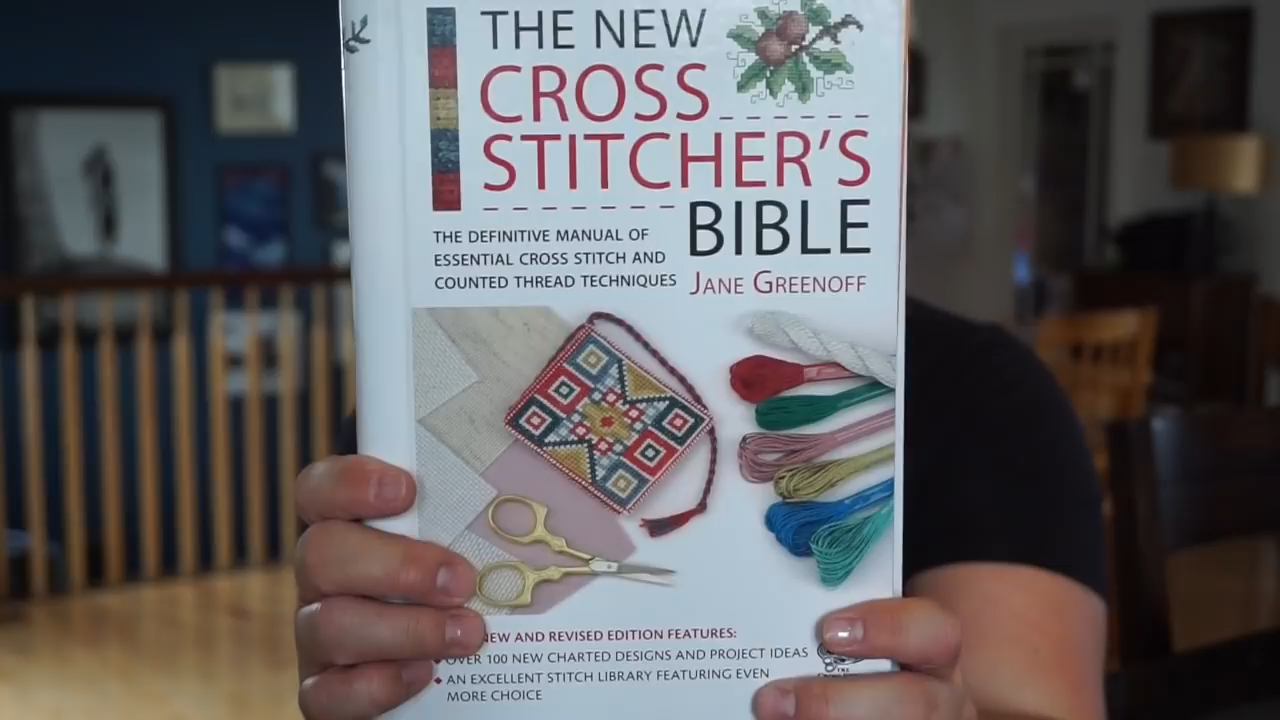 THE NEW
CROSS
STITCHER'S
BIBLE
THE DEFINITIVE MANUAL OF
ESSENTIAL CROSS STITCH AND
COUNTED THREAD TECHNIQUES
JANE GREENOFF
NEW AND REVISED EDITION FEATURES:
OVER 100 NEW CHARTED DESIGNS AND PROJECT IDEAS
AN EXCELLENT STITCH LIBRARY FEATURING EVEN
MORE CHOICE
THE